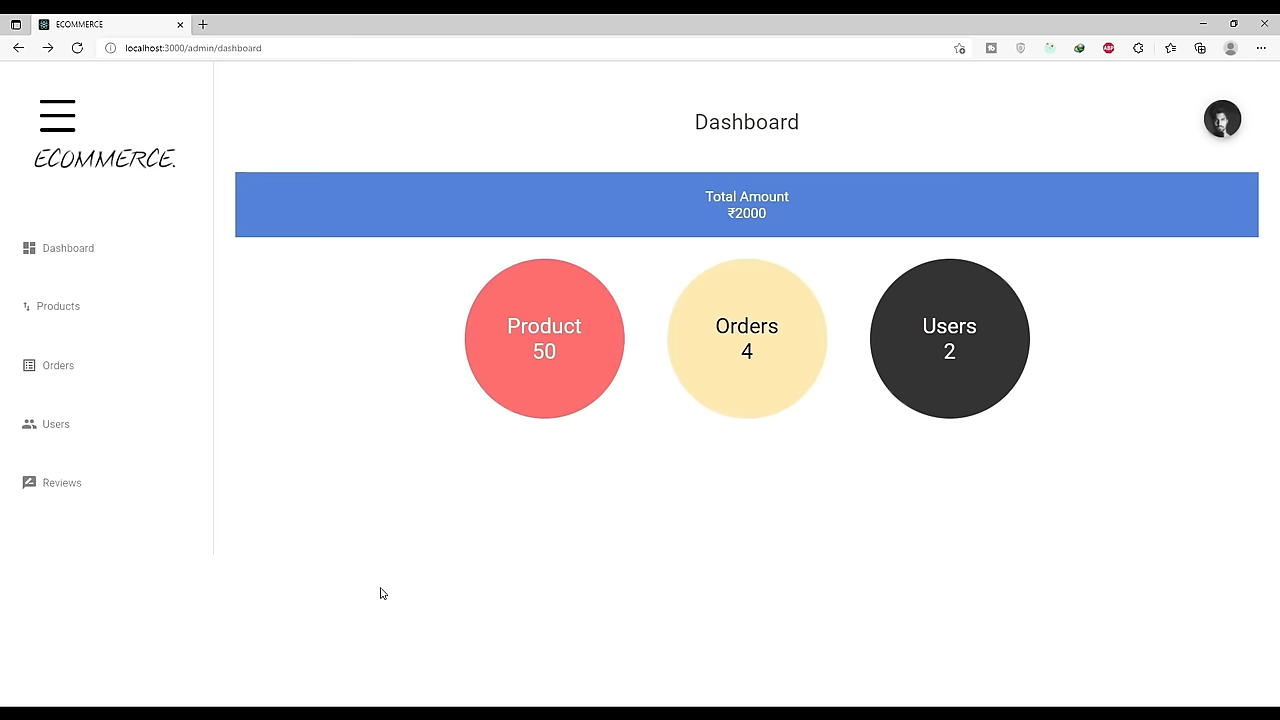 ECOMMERCE
localhost:3000/admin/dashboard
ABP
ECOMMERCE.
Dashboard
Products
Orders
Users
Reviews
Dashboard
Total Amount
₹2000
Product
50
Orders
4
Users
2